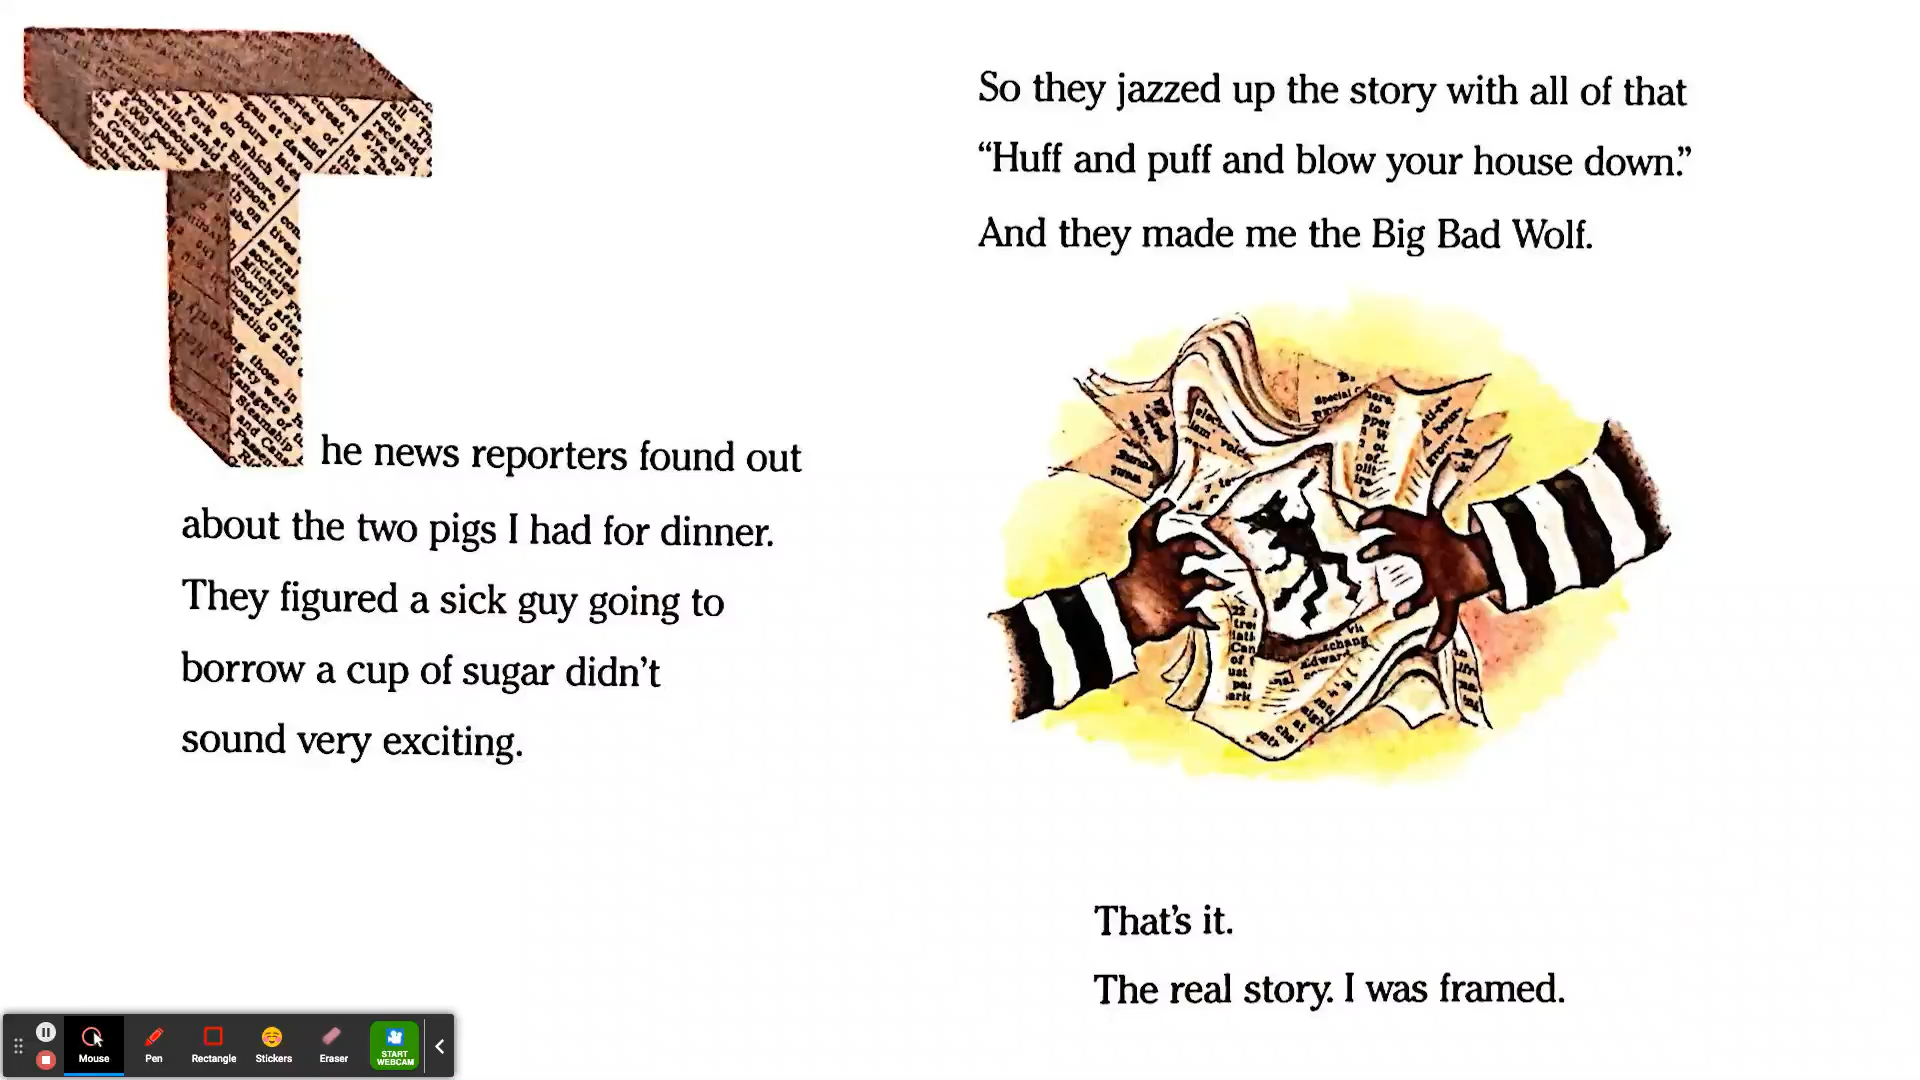 The news reporters found out
about the two pigs I had for dinner.
They figured a sick guy going to
borrow a cup of sugar didn't
sound very exciting.
So they jazzed up the story with all of that
“Huff and puff and blow your house down.”
And they made me the Big Bad Wolf.
That's it.
The real story. I was framed.
Mouse
Pen
Rectangle
Stickers
Eraser
START
WEBCAM